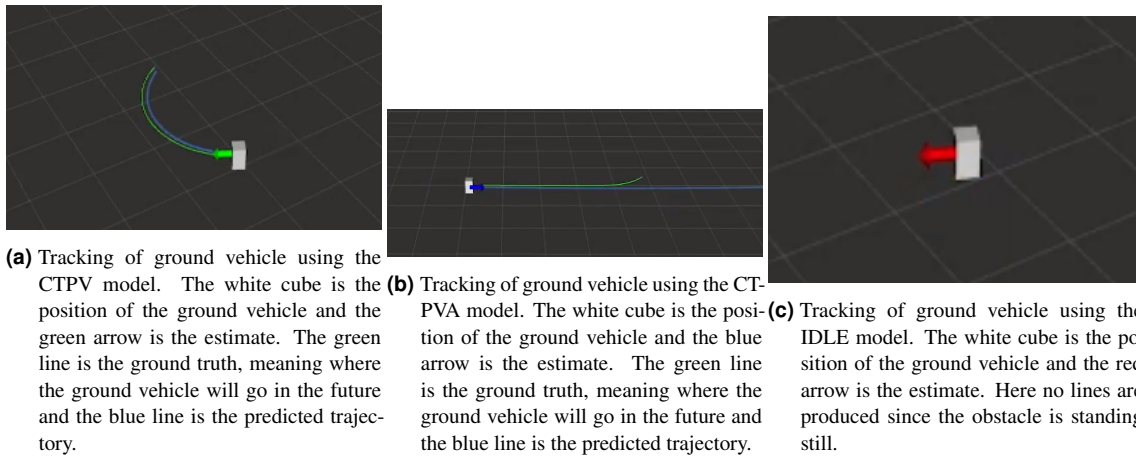 (a) Tracking of ground vehicle using the
CTPV model. The white cube is the
position of the ground vehicle and the
green arrow is the estimate. The green
line is the ground truth, meaning where
the ground vehicle will go in the future
and the blue line is the predicted trajec-
tory.
(b) Tracking of ground vehicle using the CT-
PVA model. The white cube is the posi-
tion of the ground vehicle and the blue
arrow is the estimate. The green line
is the ground truth, meaning where the
ground vehicle will go in the future and
the blue line is the predicted trajectory.
(c) Tracking of ground vehicle using the
IDLE model. The white cube is the po
sition of the ground vehicle and the red
arrow is the estimate. Here no lines are
produced since the obstacle is standing
still.